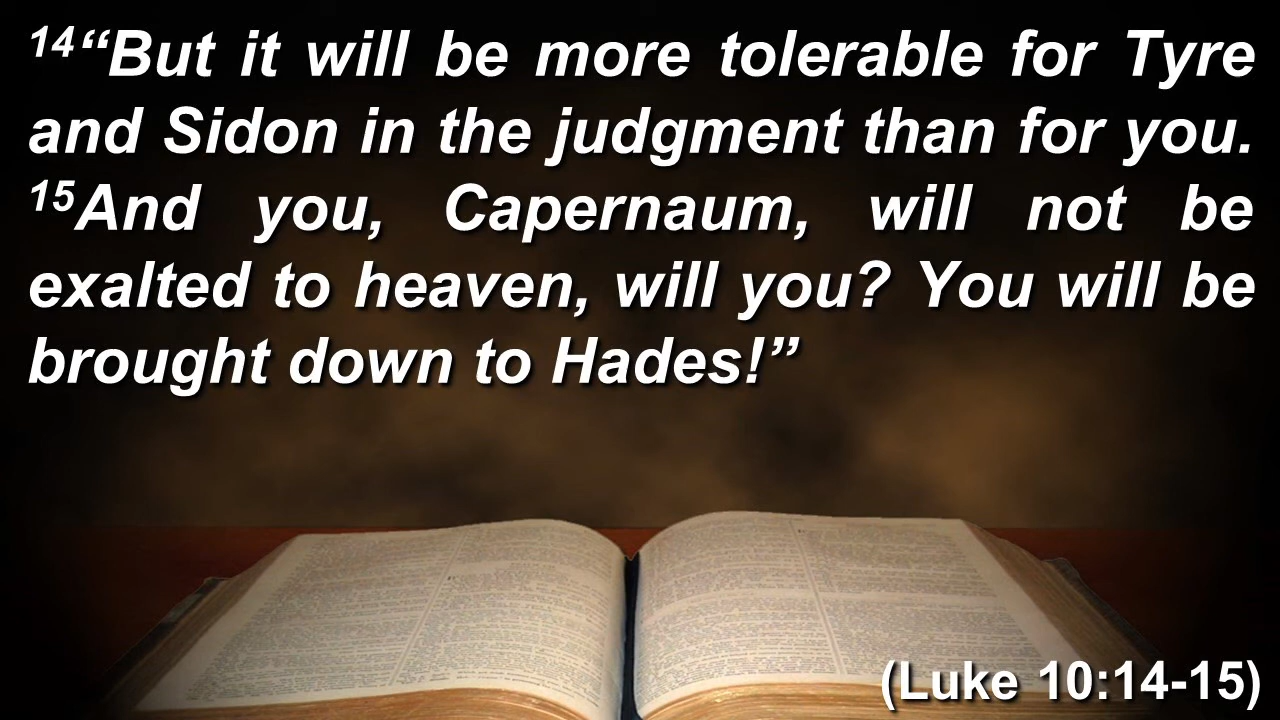 14“But it will be more tolerable for Tyre
and Sidon in the judgment than for you.
15And you, Capernaum, will not be
exalted to heaven, will you? You will be
brought down to Hades!”
(Luke 10:14-15)